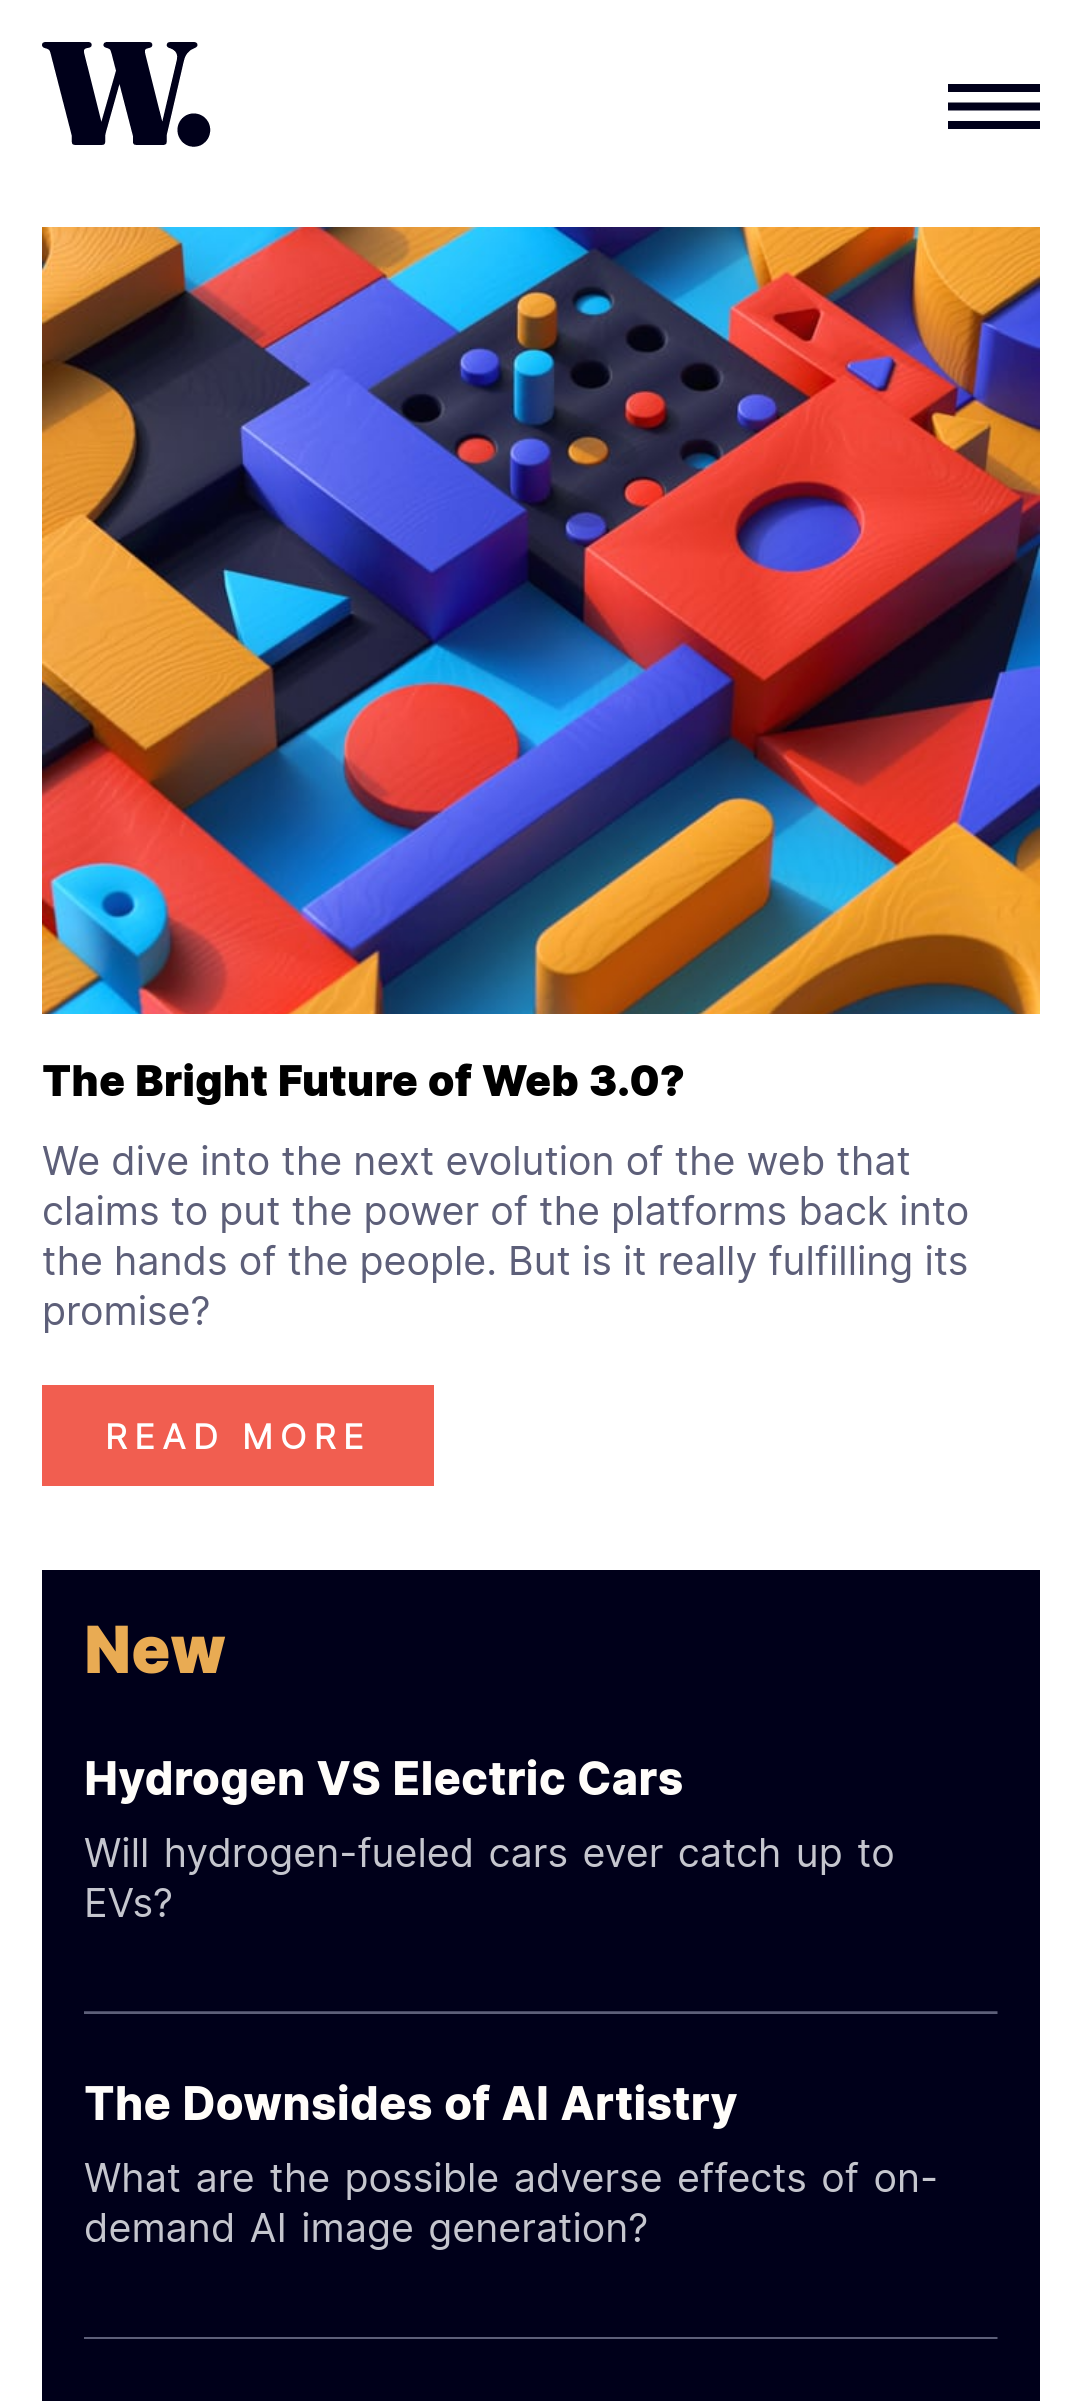 W.
The Bright Future of Web 3.0?
We dive into the next evolution of the web that
claims to put the power of the platforms back into
the hands of the people. But is it really fulfilling its
promise?
READ MORE
New
Hydrogen VS Electric Cars
Will hydrogen-fueled cars ever catch up to
EVs?
The Downsides of AI Artistry
What are the possible adverse effects of on-
demand AI image generation?